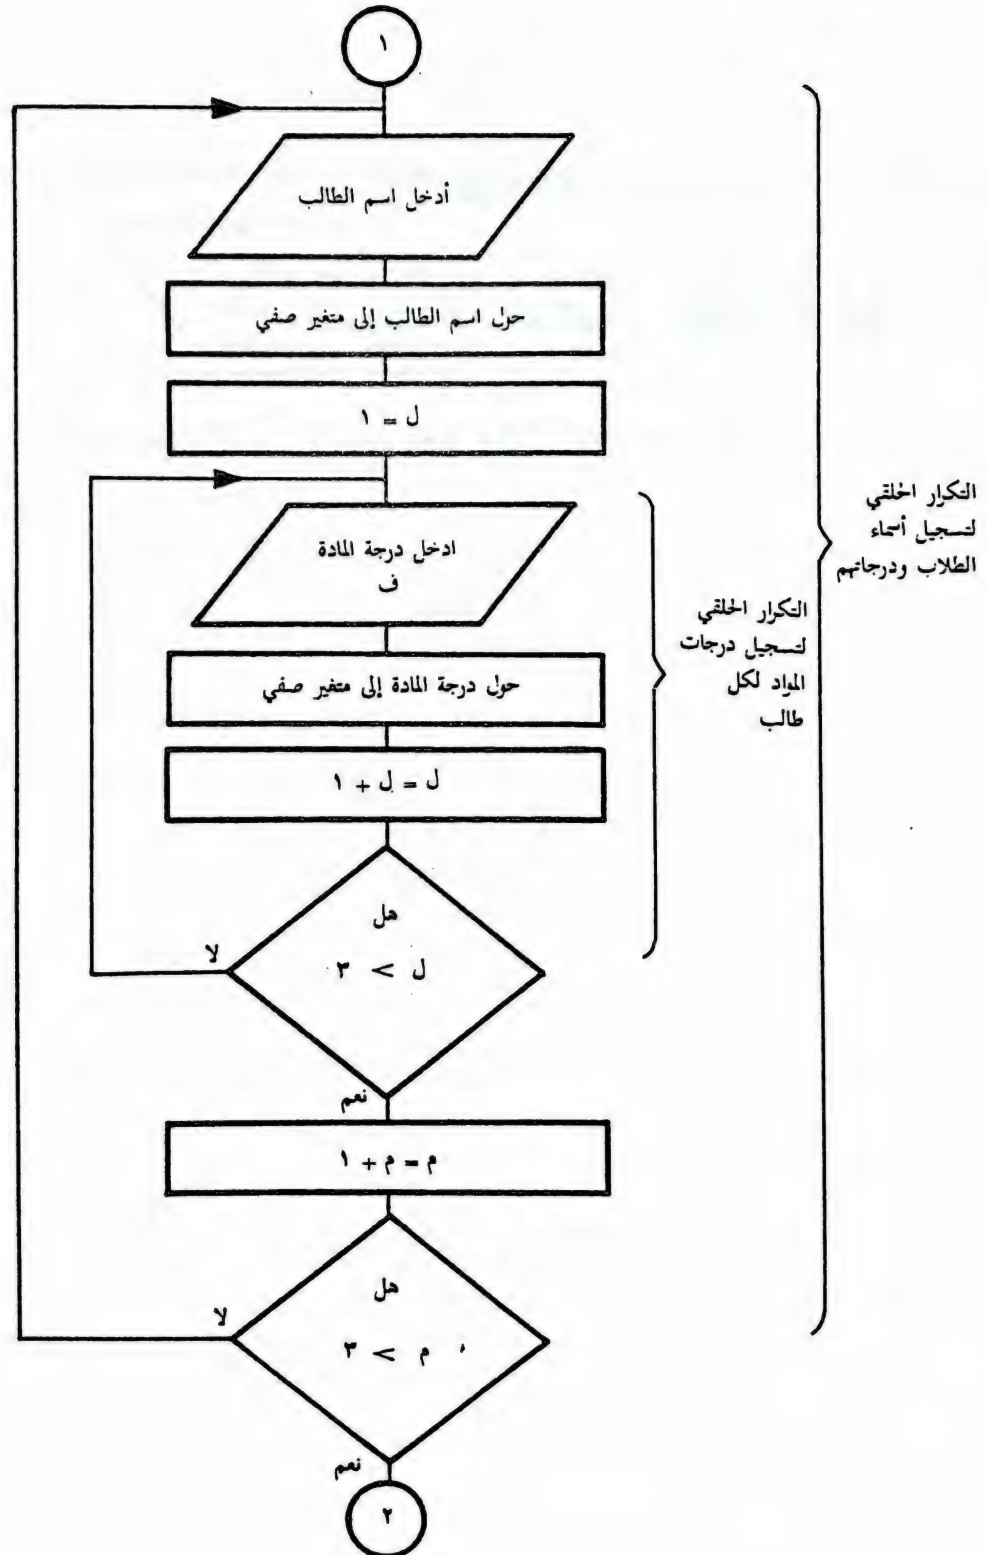 ١
أدخل اسم الطالب
حول اسم الطالب إلى متغير صفي
ل = ١
ادخل درجة المادة
ف
حول درجة المادة إلى متغير صفي
ل = ل + ١
هل
ل > ٣
لا
نعم
م = م + ١
هل
م > ٣
لا
نعم
٢
التكرار الحلقي
لتسجيل درجات
المواد لكل
طالب
التكرار الحلقي
لتسجيل أسماء
الطلاب ودرجاتهم